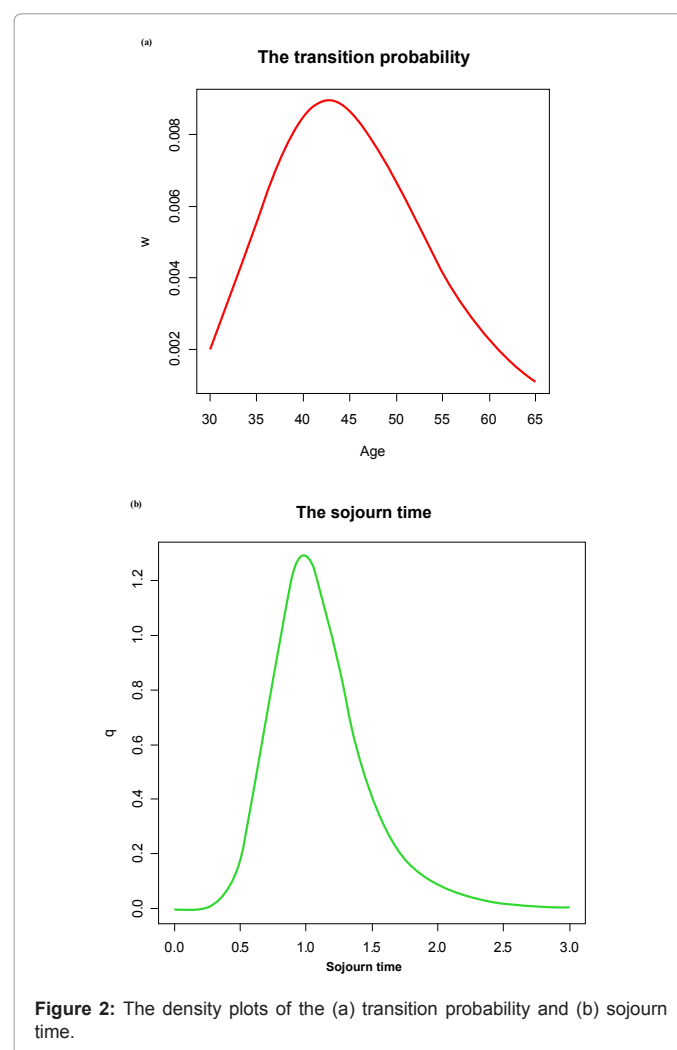 (a)
The transition probability
0.008
0.006
0.004
0.002
w
30 35 40 45 50 55 60 65
Age
(b)
The sojourn time
1.2
1.0
0.8
0.6
0.4
0.2
0.0
q
0.0 0.5 1.0 1.5 2.0 2.5 3.0
Sojourn time
Figure 2: The density plots of the (a) transition probability and (b) sojourn
time.